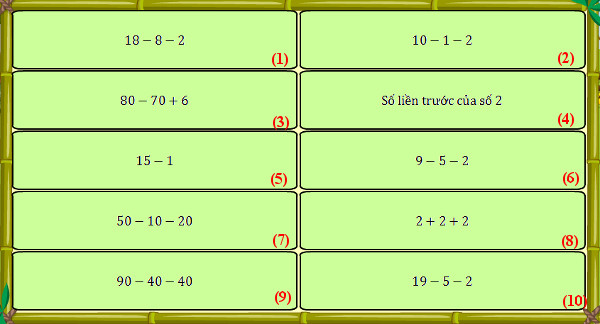 18 − 8 − 2
(1)
10 − 1 − 2
(2)
80 − 70 + 6
(3)
Số liền trước của số 2
(4)
15 − 1
(5)
9 − 5 − 2
(6)
50 − 10 − 20
(7)
2 + 2 + 2
(8)
90 − 40 − 40
(9)
19 − 5 − 2
(10)